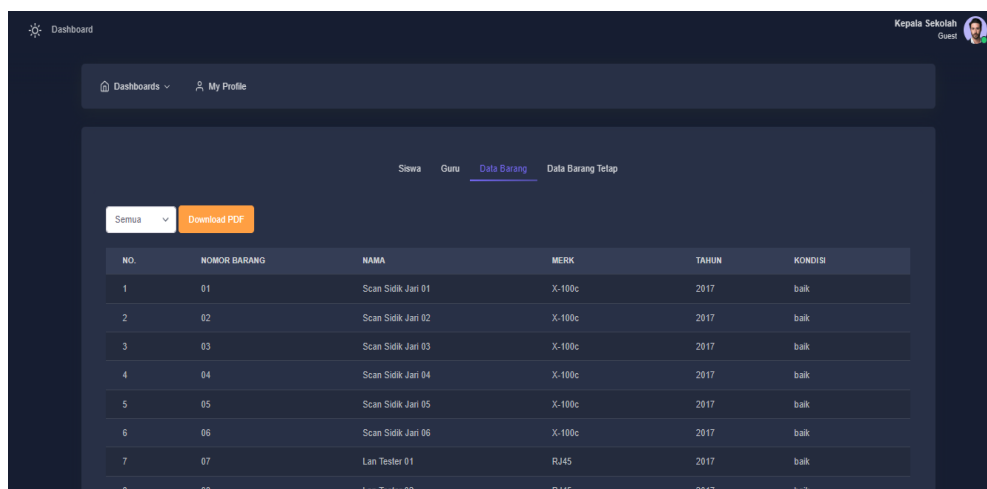 Dashboard
Kepala Sekolah
Guest
Dashboards My Profile
Siswa Guru Data Barang Data Barang Tetap
Semua Download PDF
NO. NOMOR BARANG NAMA MERK TAHUN KONDISI
1 01 Scan Sidik Jari 01 X-100c 2017 baik
2 02 Scan Sidik Jari 02 X-100c 2017 baik
3 03 Scan Sidik Jari 03 X-100c 2017 baik
4 04 Scan Sidik Jari 04 X-100c 2017 baik
5 05 Scan Sidik Jari 05 X-100c 2017 baik
6 06 Scan Sidik Jari 06 X-100c 2017 baik
7 07 Lan Tester 01 RJ45 2017 baik